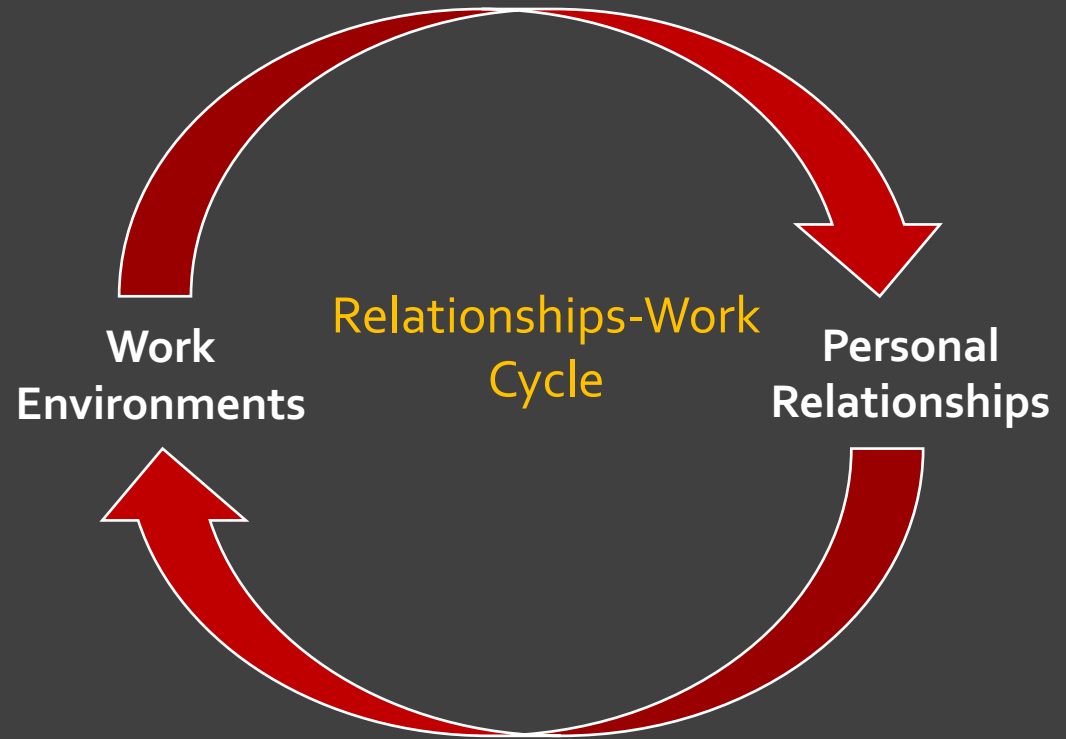 Relationships-Work
Cycle
Work
Environments
Personal
Relationships